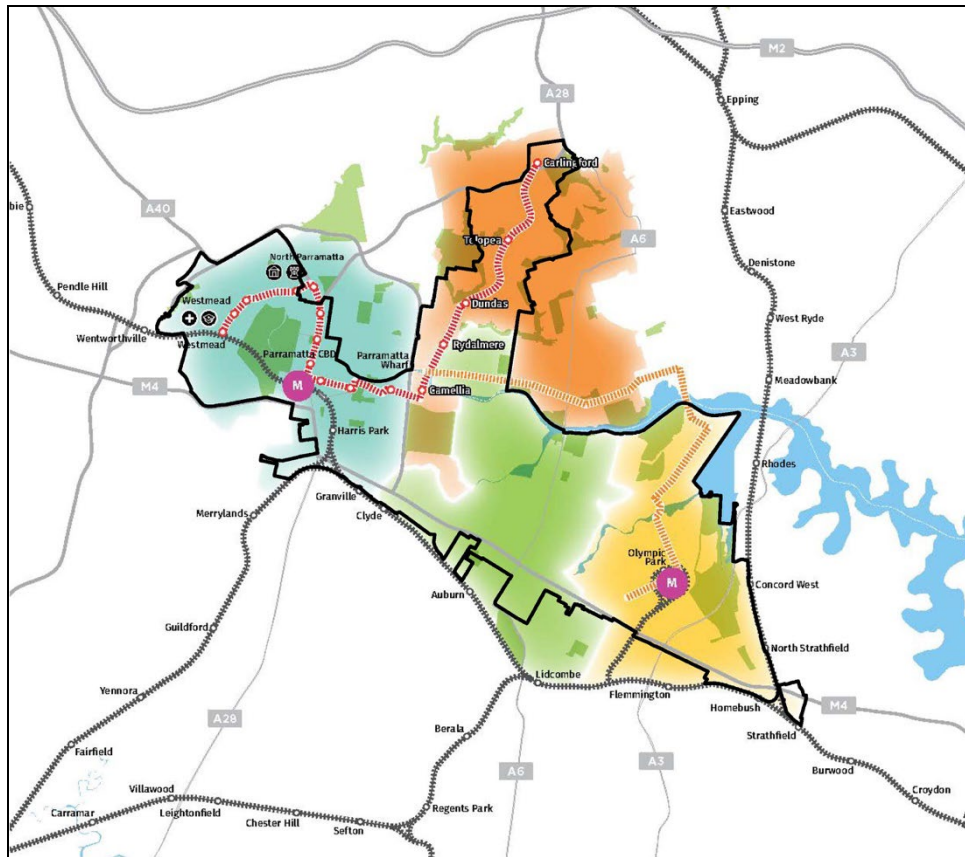 M2
Epping
A28
Carlingford
A40
Eastwood
A6
North Parramatta
Telopea
Denistone
Pendle Hill
Westmead
Dundas
West Ryde
Wentworthville
Westmead
Parramatta CBD
Parramatta
Wharf
Rydalmere
A3
M4
M
Camellia
Meadowbank
Harris Park
Rhodes
Merrylands
Granville
Clyde
Olympic
Park
M
Auburn
Concord West
Guildford
North Strathfield
Lidcombe
Flemmington
Homebush
M4
Yennora
A28
Strathfield
Berala
A3
Fairfield
A6
Burwood
Villawood
Croydon
Carramar
Leightonfield
Chester Hill
Sefton
Regents Park